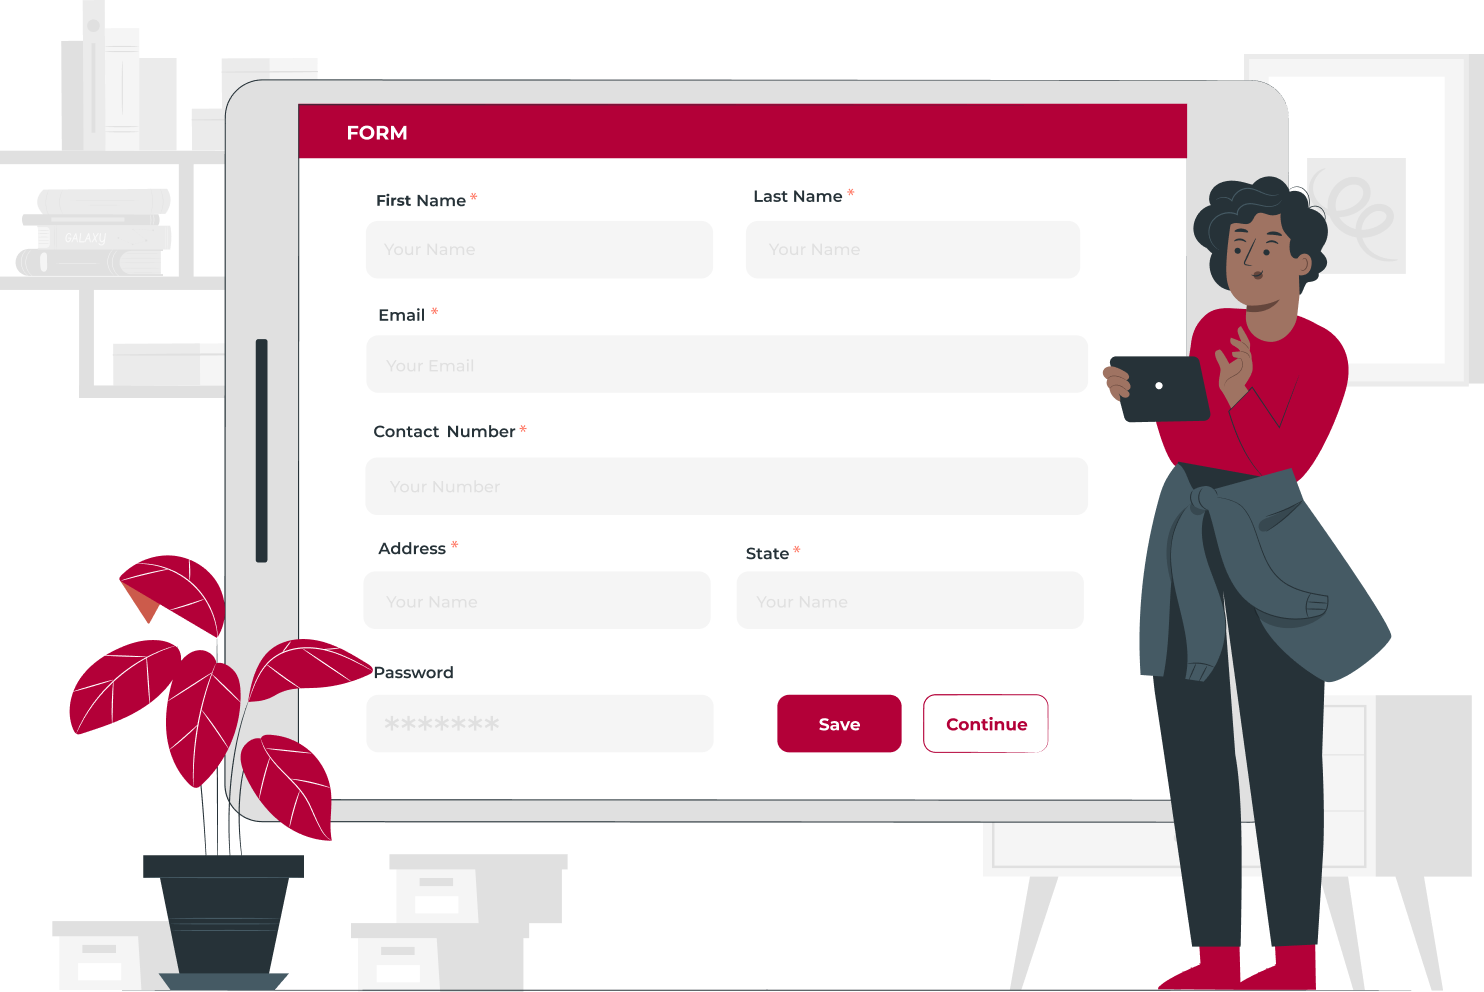 FORM
First Name *
Last Name *
Your Name
Your Name
Email *
Your Email
Contact Number *
Your Number
Address *
State *
Your Name
Your Name
Password
*******
Save
Continue
GALAXY